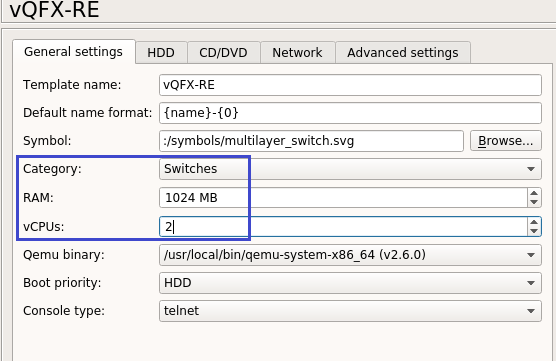 vQFX-RE
General settings HDD CD/DVD Network Advanced settings
Template name: vQFX-RE
Default name format: {name}-{0}
Symbol: :/symbols/multilayer_switch.svg Browse...
Category: Switches
RAM: 1024 MB
vCPUs: 2
Qemu binary: /usr/local/bin/qemu-system-x86_64 (v2.6.0)
Boot priority: HDD
Console type: telnet